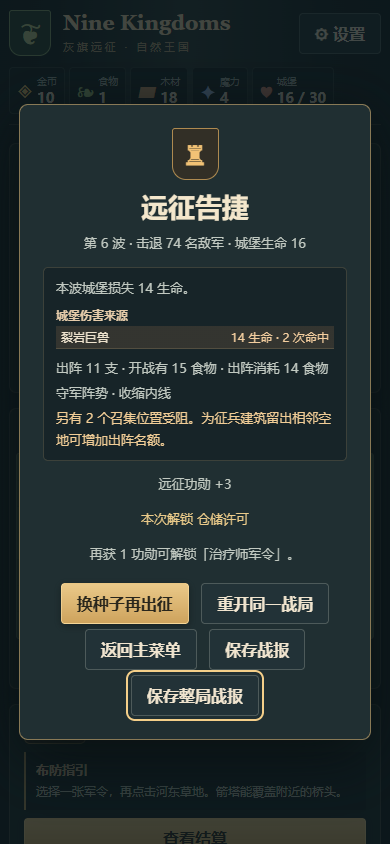 Nine Kingdoms
灰旗远征 · 自然王国
设置
金币
10
食物
1
木材
18
魔力
4
城堡
16 / 30
远征告捷
第 6 波 · 击退 74 名敌军 · 城堡生命 16
本波城堡损失 14 生命。
城堡伤害来源
裂岩巨兽 14 生命 · 2 次命中
出阵 11 支 · 开战有 15 食物 · 出阵消耗 14 食物
守军阵势 · 收缩内线
另有 2 个召集位置受阻。为征兵建筑留出相邻空
地可增加出阵名额。
远征功勋 +3
本次解锁 仓储许可
再获 1 功勋可解锁「治疗师军令」。
换种子再出征
重开同一战局
返回主菜单
保存战报
保存整局战报
布防指引
选择一张军令，再点击河东草地。箭塔能覆盖附近的桥头。
查看结算